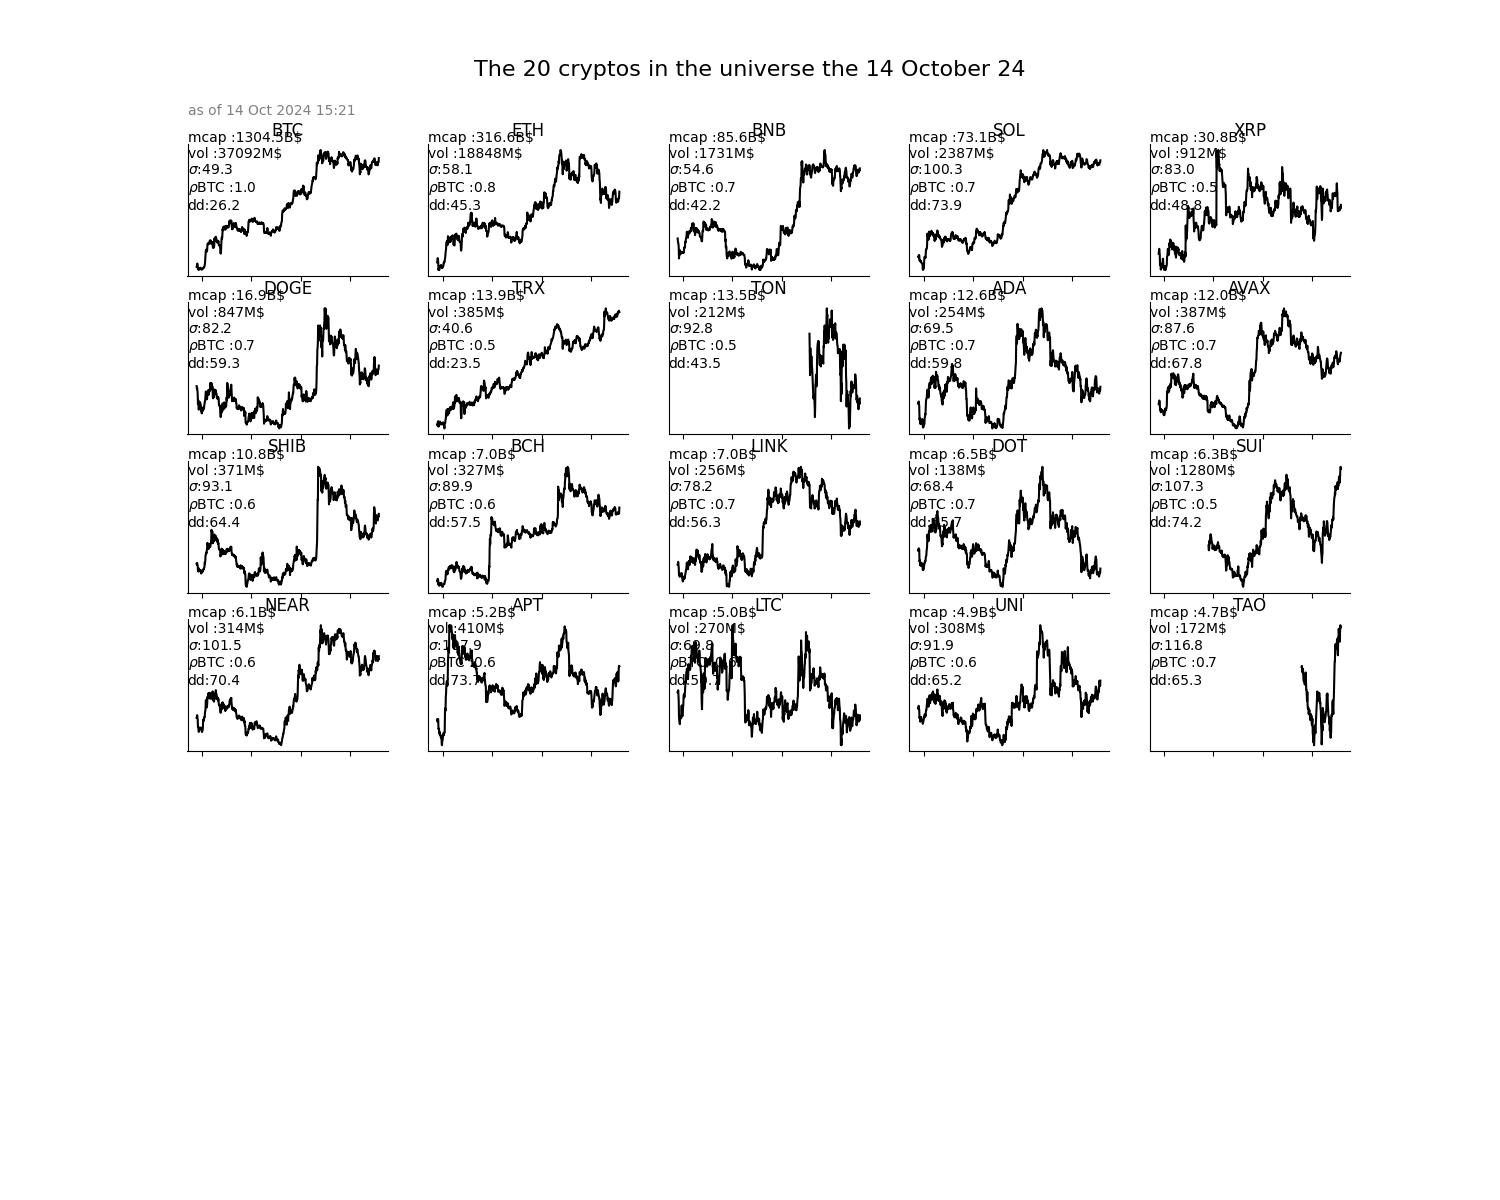 The 20 cryptos in the universe the 14 October 24
as of 14 Oct 2024 15:21
BTC
mcap :1304.5B$
vol :37092M$
σ:49.3
ρBTC :1.0
dd:26.2
ETH
mcap :316.6B$
vol :18848M$
σ:58.1
ρBTC :0.8
dd:45.3
BNB
mcap :85.6B$
vol :1731M$
σ:54.6
ρBTC :0.7
dd:42.2
SOL
mcap :73.1B$
vol :2387M$
σ:100.3
ρBTC :0.7
dd:73.9
XRP
mcap :30.8B$
vol :912M$
σ:83.0
ρBTC :0.5
dd:48.8
DOGE
mcap :16.9B$
vol :847M$
σ:82.2
ρBTC :0.7
dd:59.3
TRX
mcap :13.9B$
vol :385M$
σ:40.6
ρBTC :0.5
dd:23.5
TON
mcap :13.5B$
vol :212M$
σ:92.8
ρBTC :0.5
dd:43.5
ADA
mcap :12.6B$
vol :254M$
σ:69.5
ρBTC :0.7
dd:59.8
AVAX
mcap :12.0B$
vol :387M$
σ:87.6
ρBTC :0.7
dd:67.8
SHIB
mcap :10.8B$
vol :371M$
σ:93.1
ρBTC :0.6
dd:64.4
BCH
mcap :7.0B$
vol :327M$
σ:89.9
ρBTC :0.6
dd:57.5
LINK
mcap :7.0B$
vol :256M$
σ:78.2
ρBTC :0.7
dd:56.3
DOT
mcap :6.5B$
vol :138M$
σ:68.4
ρBTC :0.7
SUI
mcap :6.3B$
vol :1280M$
σ:107.3
ρBTC :0.5
dd:74.2
NEAR
mcap :6.1B$
vol :314M$
σ:101.5
ρBTC :0.6
dd:70.4
APT
mcap :5.2B$
vol :410M$
ρBTC :0.6
LTC
mcap :5.0B$
vol :270M$
UNI
mcap :4.9B$
vol :308M$
σ:91.9
ρBTC :0.6
dd:65.2
TAO
mcap :4.7B$
vol :172M$
σ:116.8
ρBTC :0.7
dd:65.3